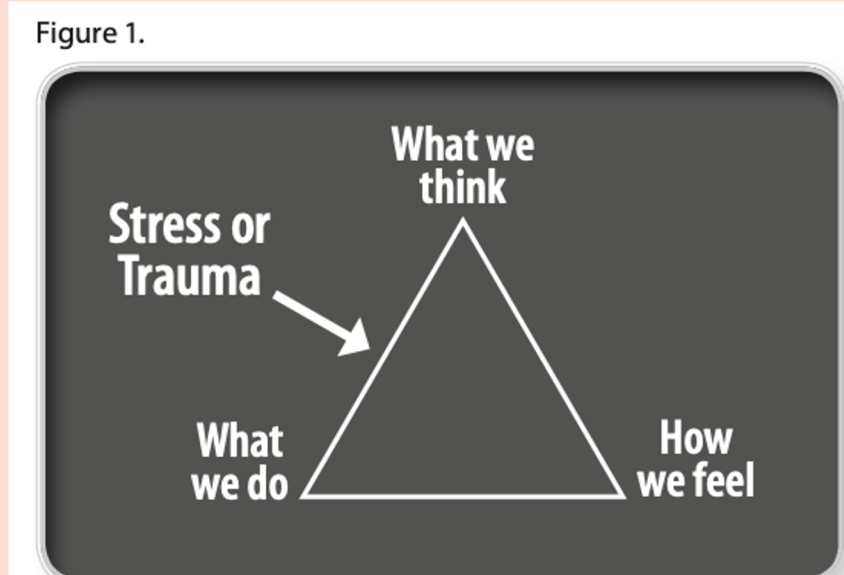 Figure 1.
What we
think
Stress or
Trauma
What
we do
How
we feel